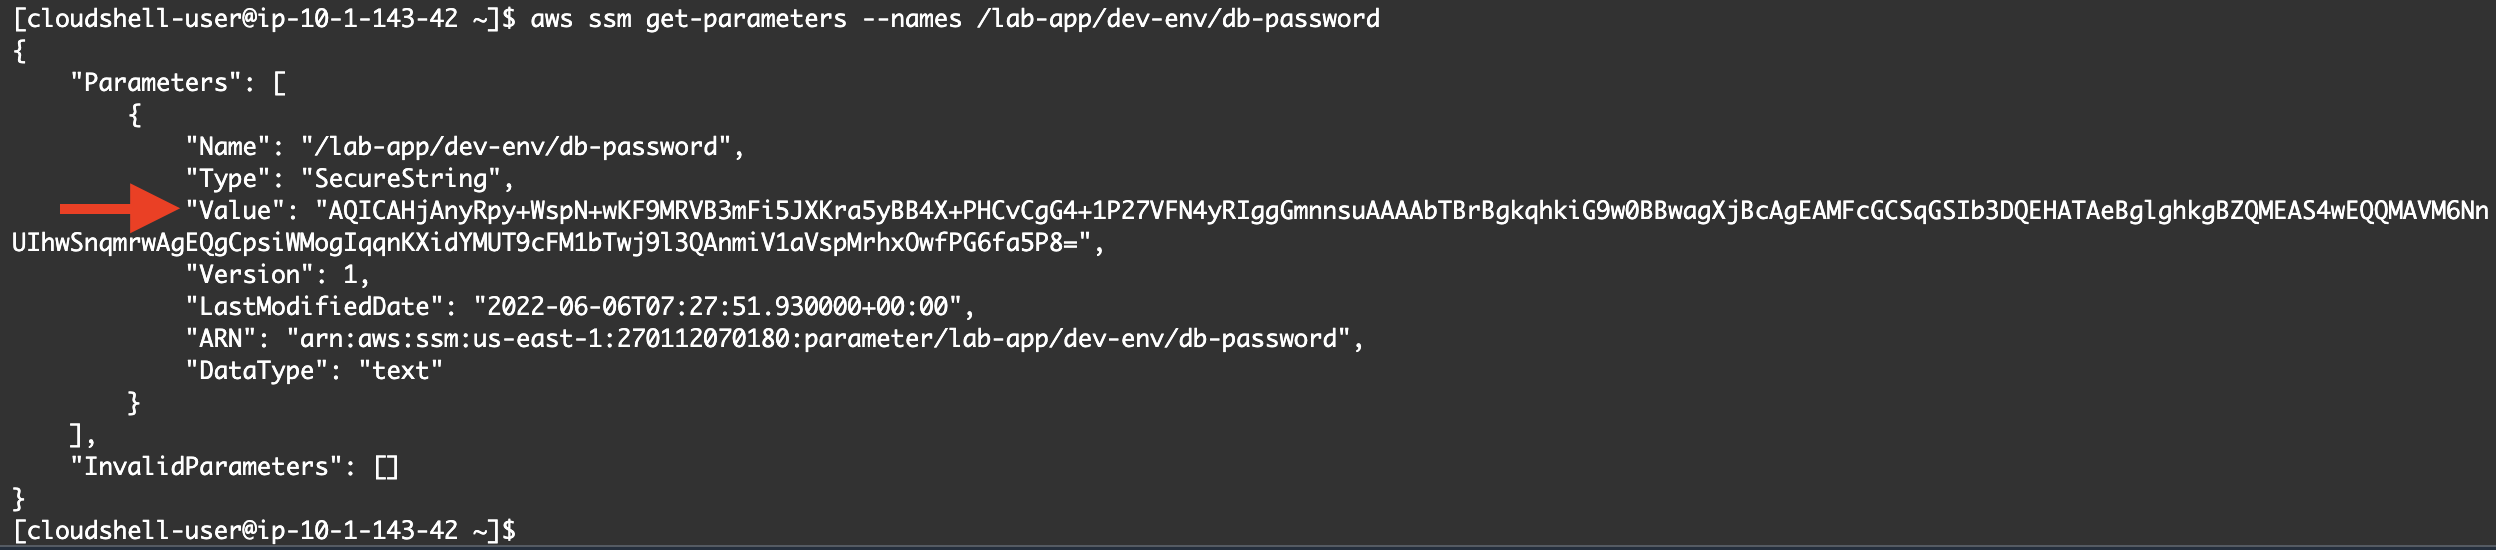 [cloudshell-user@ip-10-1-143-42 ~]$ aws ssm get-parameters --names /lab-app/dev-env/db-password
{
    "Parameters": [
        {
            "Name": "/lab-app/dev-env/db-password",
            "Type": "SecureString",
            "Value": "AQICAHjAnyRpy+WspN+wKF9MRVB3mFi5JXKra5yBB4X+PHCvCgG4++1P27VFN4yRIggGmnnsuAAAAbTBrBgkqhkiG9w0BBwagXjBcAgEAMFcGCSqGSIb3DQEHATAeBglghkgBZQMEAS4wEQQMAVM6Nn
UIhwSnqmrwAgEQgCpsiWMogIqqnKXidYMUT9cFM1bTwj9l3QAnmiV1aVspMrhxOwfPG6fa5P8=",
            "Version": 1,
            "LastModifiedDate": "2022-06-06T07:27:51.930000+00:00",
            "ARN": "arn:aws:ssm:us-east-1:270112070180:parameter/lab-app/dev-env/db-password",
            "DataType": "text"
        }
    ],
    "InvalidParameters": []
}
[cloudshell-user@ip-10-1-143-42 ~]$